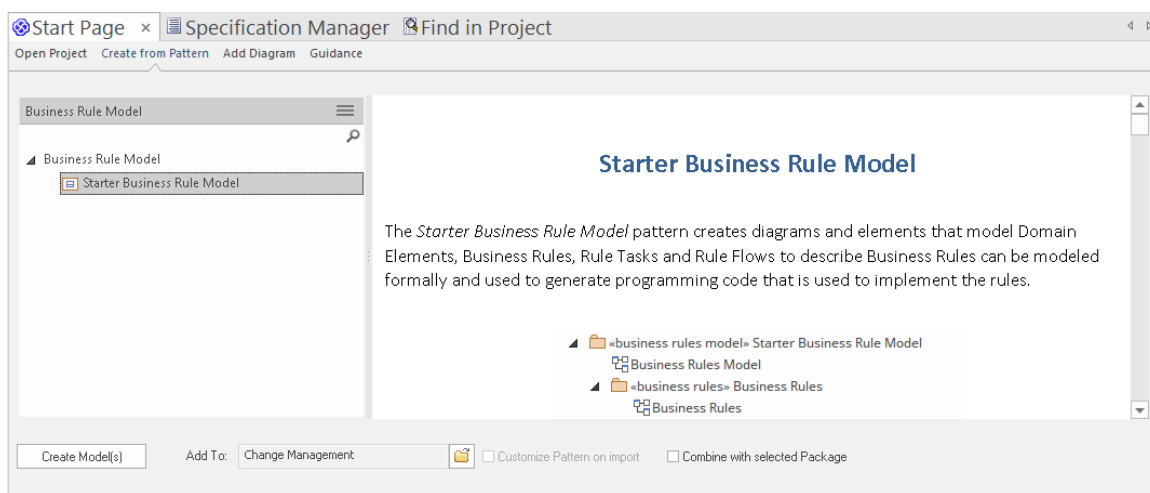 Start Page × Specification Manager Find in Project
Open Project Create from Pattern Add Diagram Guidance
Business Rule Model
Business Rule Model
Starter Business Rule Model
Starter Business Rule Model
The Starter Business Rule Model pattern creates diagrams and elements that model Domain
Elements, Business Rules, Rule Tasks and Rule Flows to describe Business Rules can be modeled
formally and used to generate programming code that is used to implement the rules.
«business rules model» Starter Business Rule Model
Business Rules Model
«business rules» Business Rules
Business Rules
Create Model(s) Add To: Change Management Customize Pattern on import Combine with selected Package